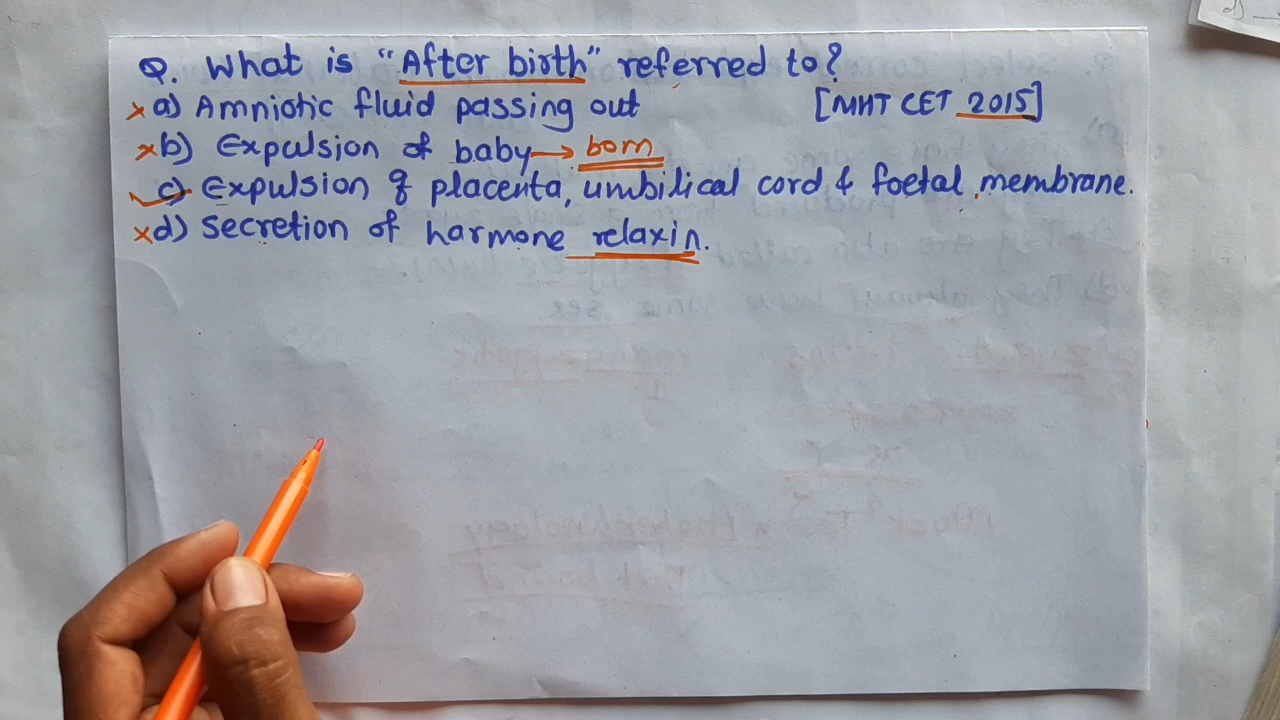 Q. What is "After birth" referred to?
× a) Amniotic fluid passing out [MHT CET 2015]
× b) Expulsion of baby → born
✓ c) Expulsion of placenta, umbilical cord & foetal membrane.
× d) Secretion of harmone relaxin.